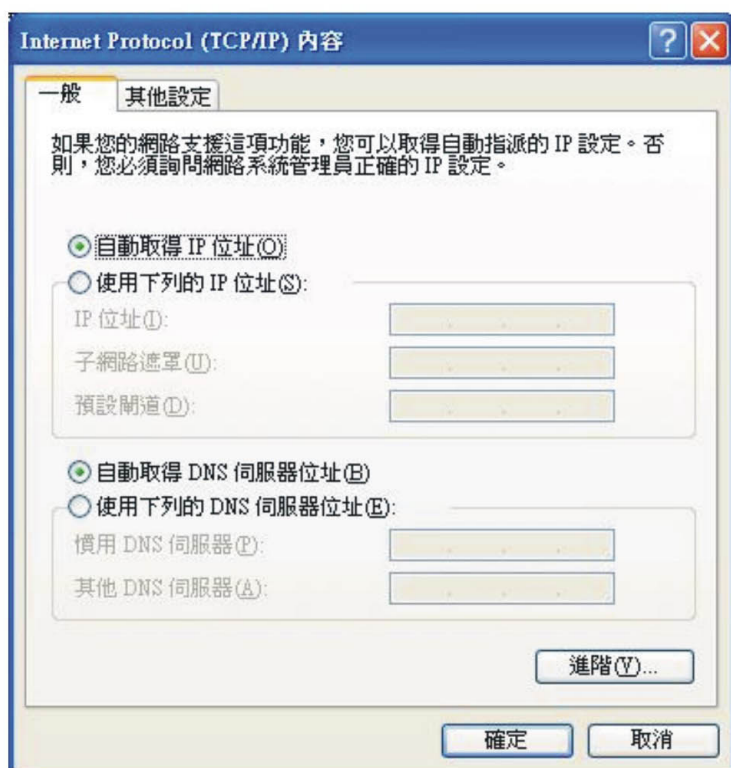 Internet Protocol (TCP/IP) 內容
一般 其他設定
如果您的網路支援這項功能，您可以取得自動指派的 IP 設定。否
則，您必須詢問網路系統管理員正確的 IP 設定。
自動取得 IP 位址(O)
使用下列的 IP 位址(S):
IP 位址(I):
子網路遮罩(U):
預設閘道(D):
自動取得 DNS 伺服器位址(B)
使用下列的 DNS 伺服器位址(E):
慣用 DNS 伺服器(P):
其他 DNS 伺服器(A):
進階(V)...
確定 取消